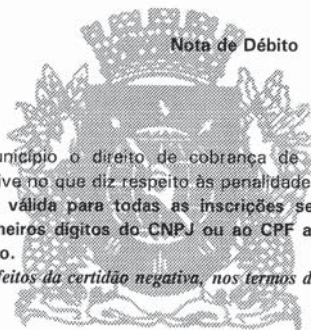 Nota de Débito
unicípio o direito de cobrança de
ive no que diz respeito às penalidade
válida para todas as inscrições se
neiros dígitos do CNPJ ou ao CPF a
o.
feitos da certidão negativa, nos termos d